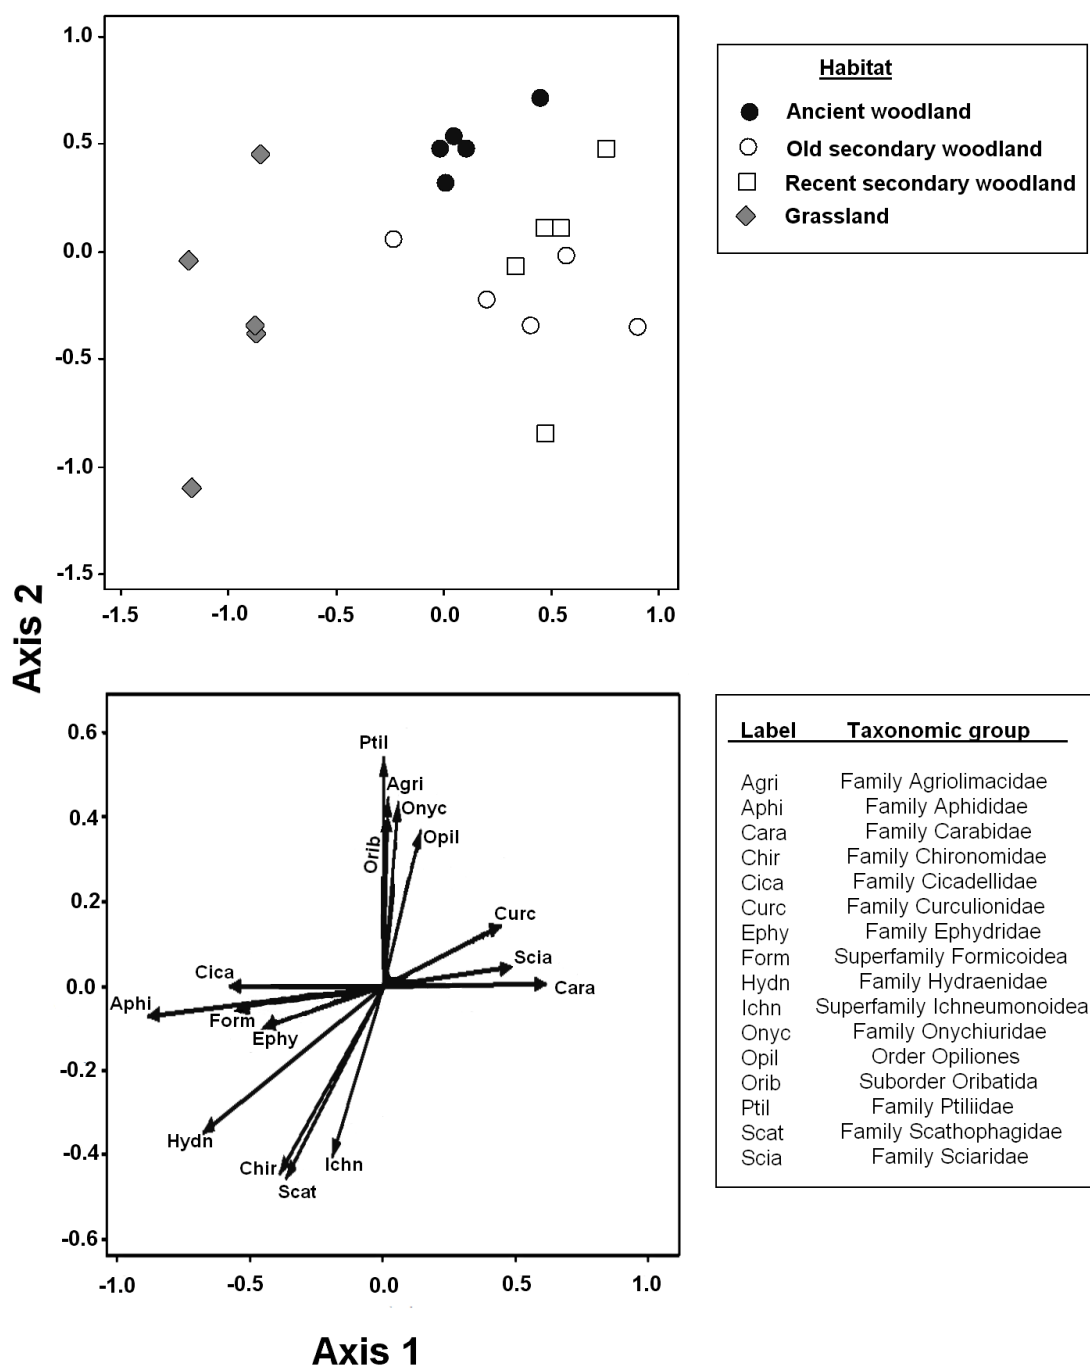 1.0
0.5
0.0
-0.5
-1.0
-1.5
-1.5
-1.0
-0.5
0.0
0.5
1.0
Habitat
Ancient woodland
Old secondary woodland
Recent secondary woodland
Grassland
Axis 2
0.6
0.4
0.2
0.0
-0.2
-0.4
-0.6
Ptil
Agri
Onyc
Orib
Opil
Curc
Scia
Cara
Cica
Aphi
Form
Ephy
Hydn
Chir
Scat
Ichn
-1.0
-0.5
0.0
0.5
1.0
Axis 1
Label Taxonomic group
Agri Family Agriolimacidae
Aphi Family Aphididae
Cara Family Carabidae
Chir Family Chironomidae
Cica Family Cicadellidae
Curc Family Curculionidae
Ephy Family Ephydridae
Form Superfamily Formicoidea
Hydn Family Hydraenidae
Ichn Superfamily Ichneumonoidea
Onyc Family Onychiuridae
Opil Order Opiliones
Orib Suborder Oribatida
Ptil Family Ptiliidae
Scat Family Scathophagidae
Scia Family Sciaridae